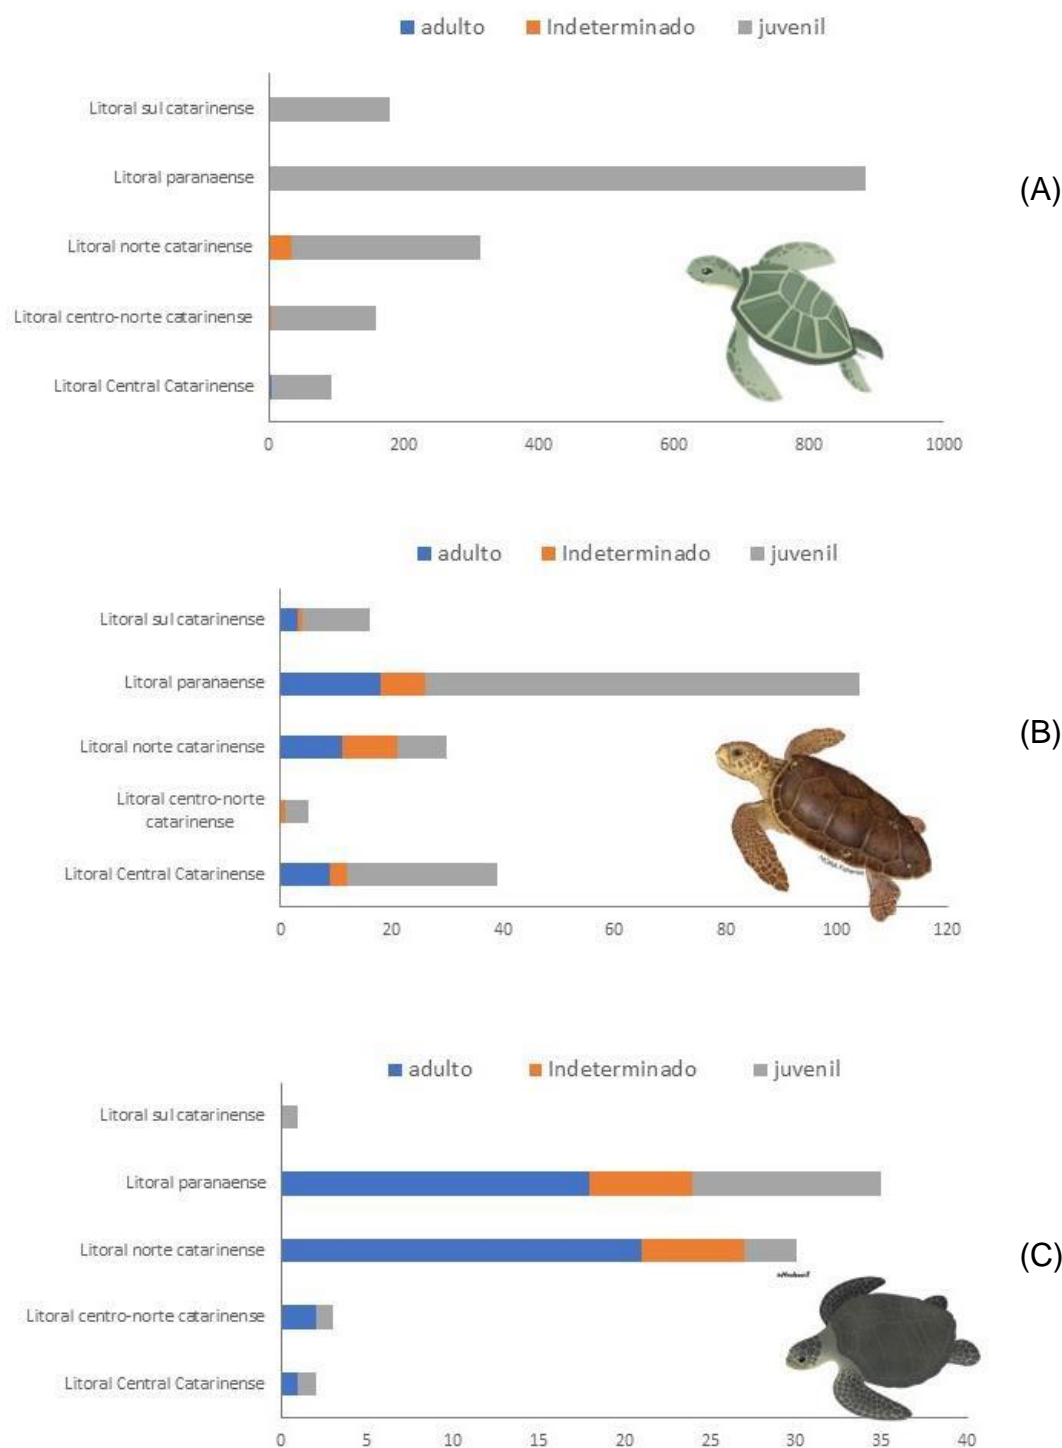 adulto Indeterminado juvenil
Litoral sul catarinense
Litoral paranaense
(A)
Litoral norte catarinense
Litoral centro-norte catarinense
Litoral Central Catarinense
0 200 400 600 800 1000
adulto Indeterminado juvenil
Litoral sul catarinense
Litoral paranaense
(B)
Litoral norte catarinense
Litoral centro-norte
catarinense
Litoral Central Catarinense
0 20 40 60 80 100 120
adulto Indeterminado juvenil
Litoral sul catarinense
Litoral paranaense
Litoral norte catarinense
(C)
Litoral centro-norte catarinense
Litoral Central Catarinense
0 5 10 15 20 25 30 35 40